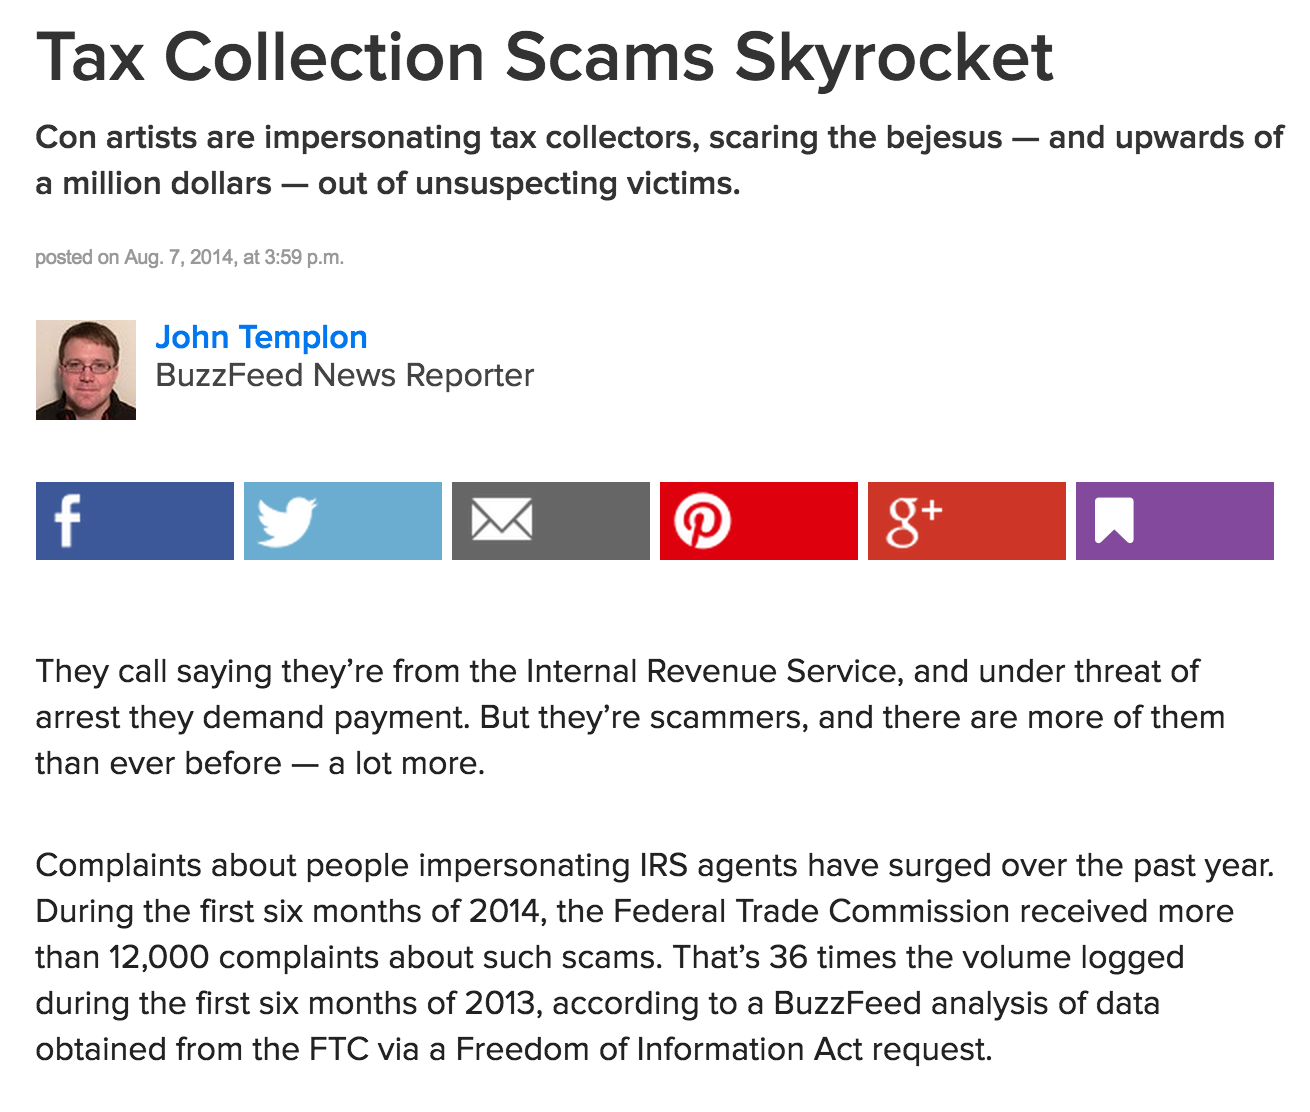 Tax Collection Scams Skyrocket
Con artists are impersonating tax collectors, scaring the bejesus — and upwards of
a million dollars — out of unsuspecting victims.
posted on Aug. 7, 2014, at 3:59 p.m.
John Templon
BuzzFeed News Reporter
f
g+
They call saying they’re from the Internal Revenue Service, and under threat of
arrest they demand payment. But they’re scammers, and there are more of them
than ever before — a lot more.
Complaints about people impersonating IRS agents have surged over the past year.
During the first six months of 2014, the Federal Trade Commission received more
than 12,000 complaints about such scams. That’s 36 times the volume logged
during the first six months of 2013, according to a BuzzFeed analysis of data
obtained from the FTC via a Freedom of Information Act request.